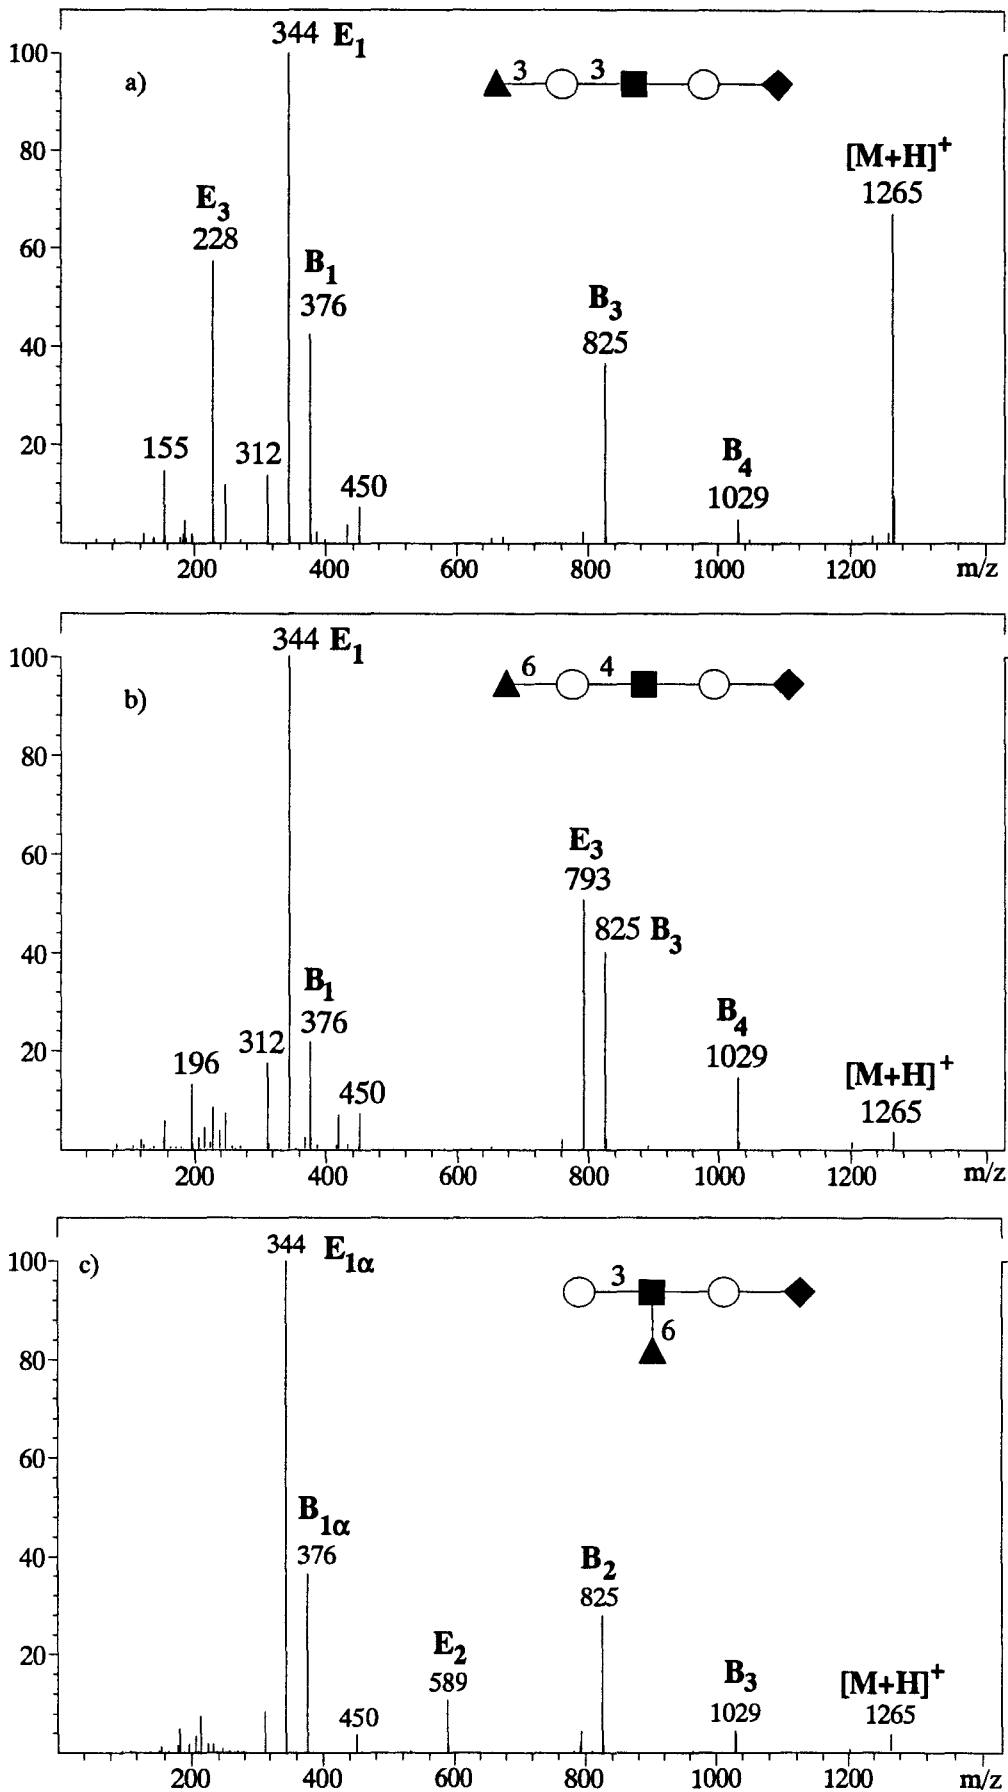 344 E1
100
a)
3 3
80
[M+H]+
1265
E3
228
60
B1
376
B3
825
40
155
312
450
B4
1029
20
200 400 600 800 1000 1200 m/z
344 E1
100
b)
6 4
80
E3
793
60
825 B3
40
B1
376
B4
1029
196
312
450
[M+H]+
1265
20
200 400 600 800 1000 1200 m/z
344 E1α
100
c)
3
6
80
60
B1α
376
B2
825
40
E2
589
450
B3
1029
[M+H]+
1265
20
200 400 600 800 1000 1200 m/z